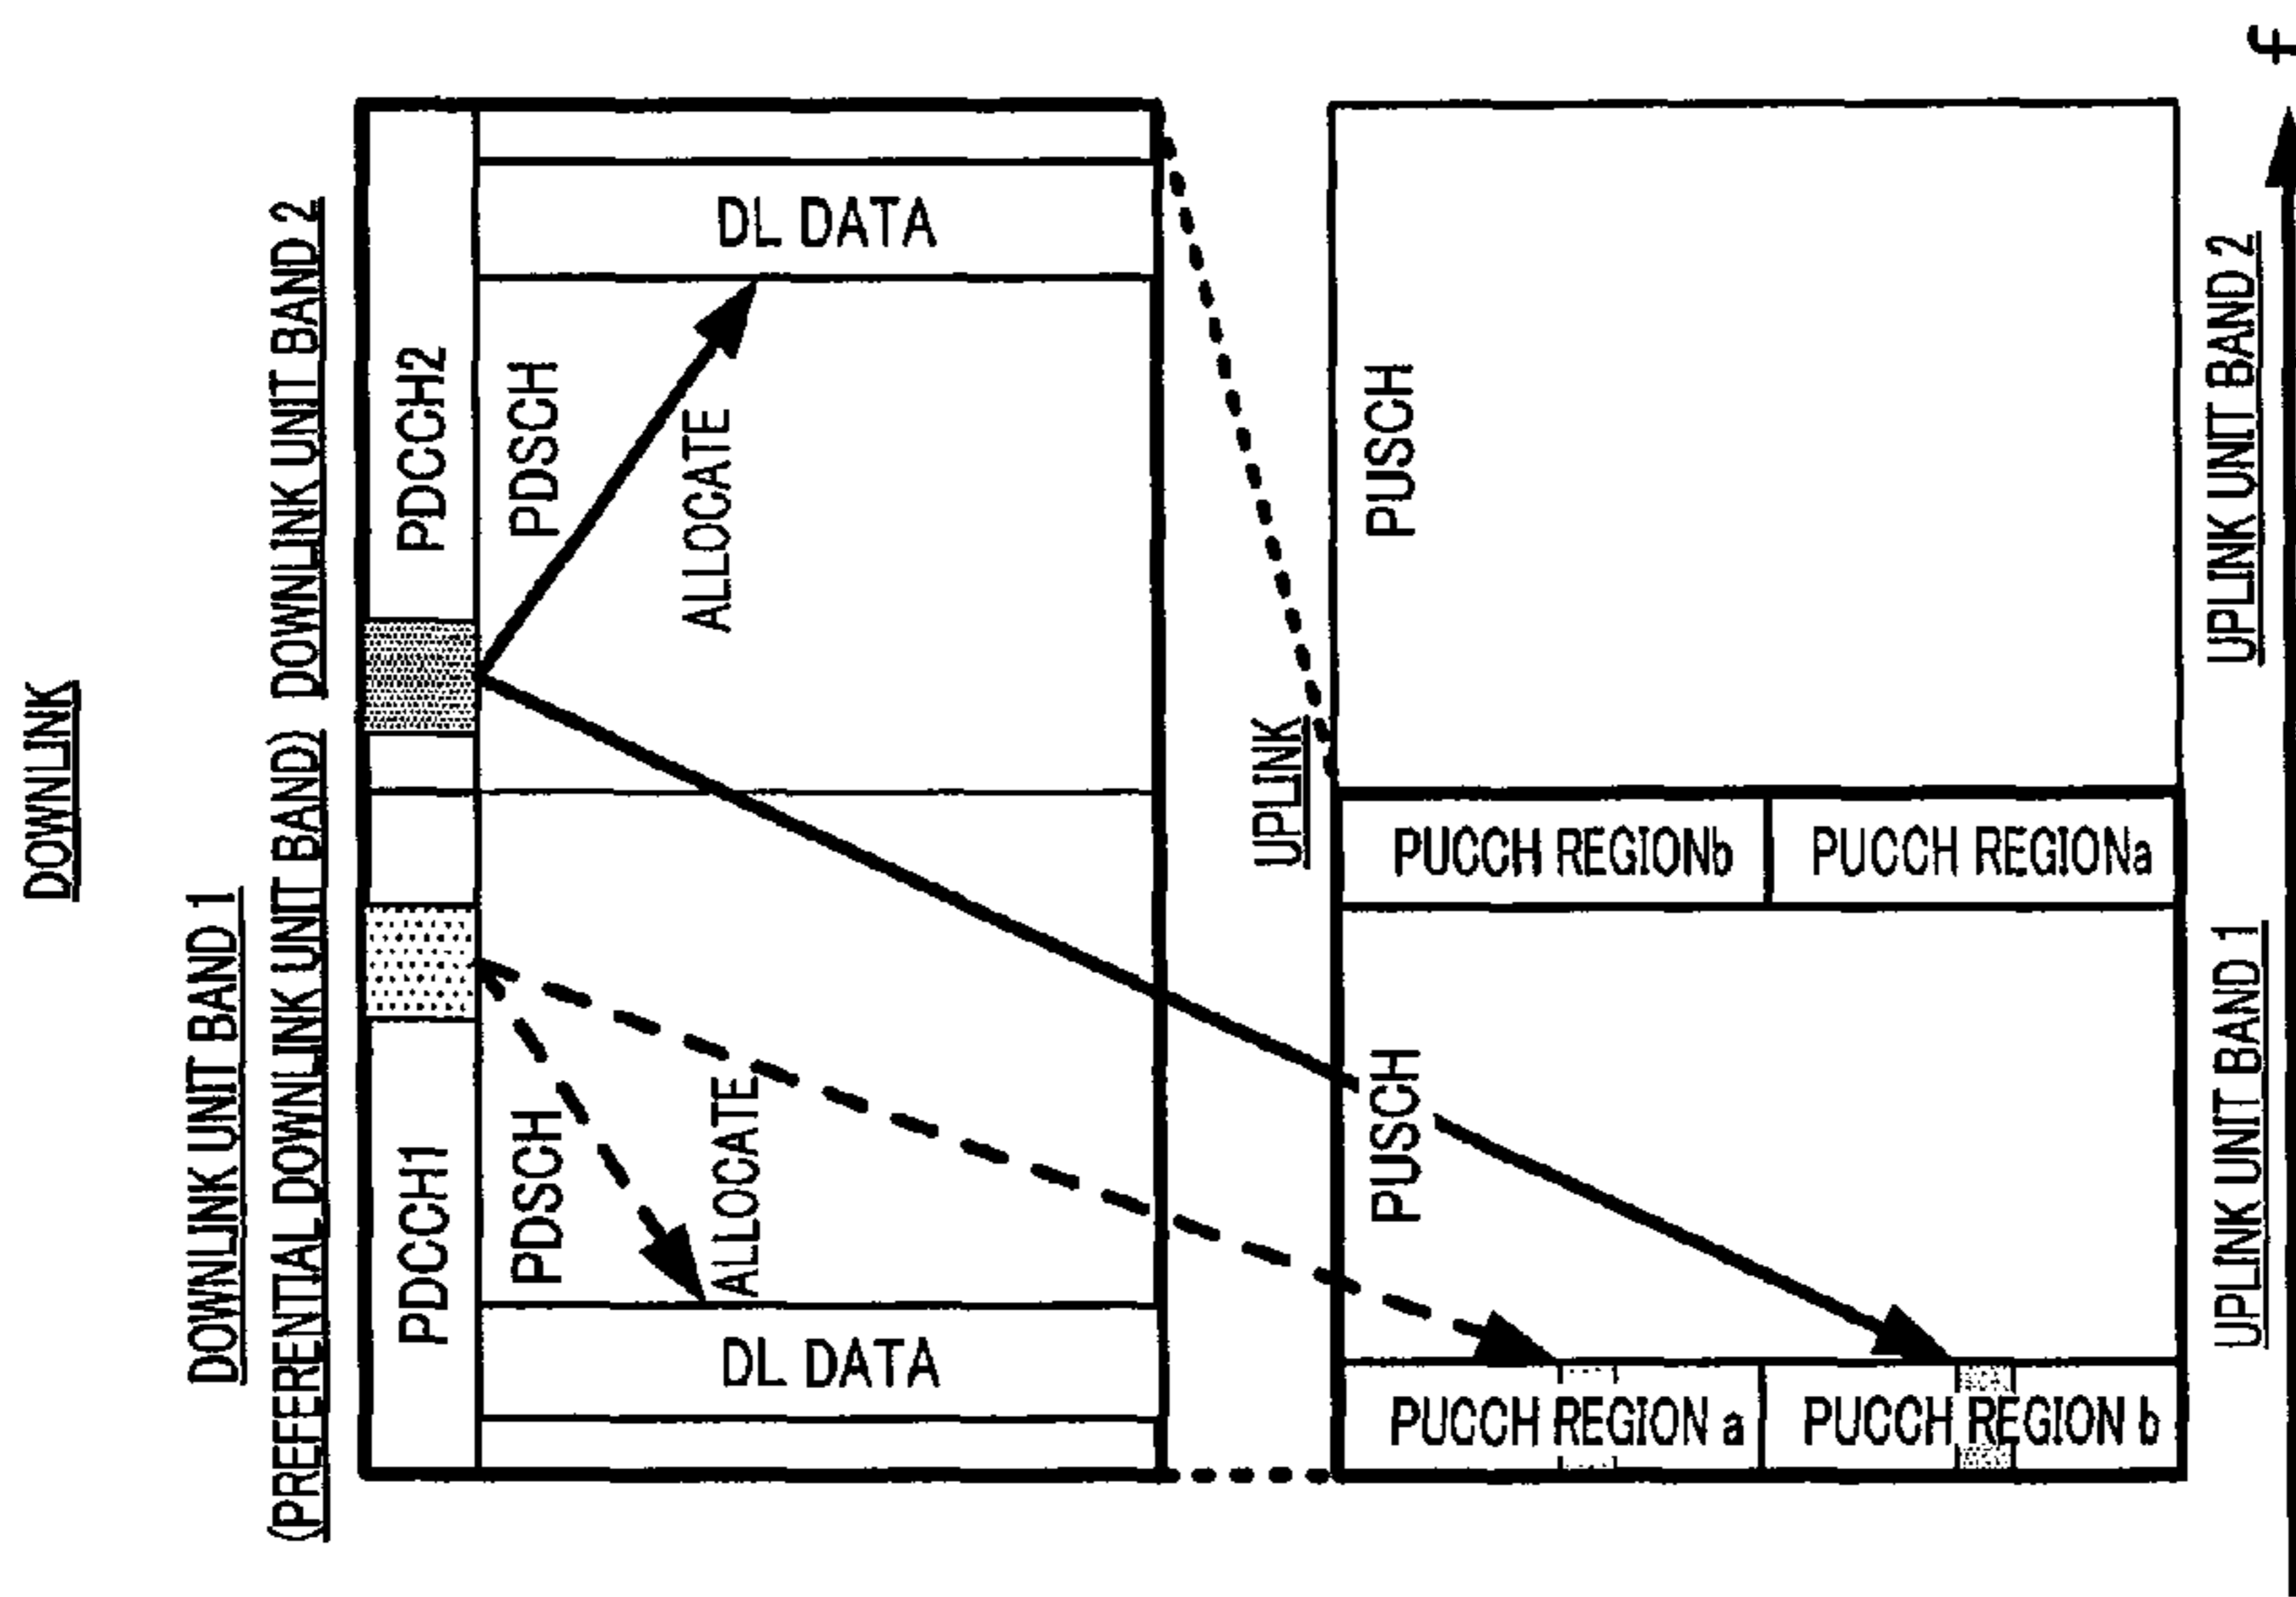 DOWNLINK
DOWNLINK UNIT BAND 1
(PREFERENTIAL DOWNLINK UNIT BAND)
DOWNLINK UNIT BAND 2
PDCCH1
PDCCH2
PDSCH
PDSCH
ALLOCATE
ALLOCATE
DL DATA
DL DATA
UPLINK
PUSCH
PUSCH
PUCCH REGIONb
PUCCH REGIONa
PUCCH REGION a
PUCCH REGION b
UPLINK UNIT BAND 1
UPLINK UNIT BAND 2
f